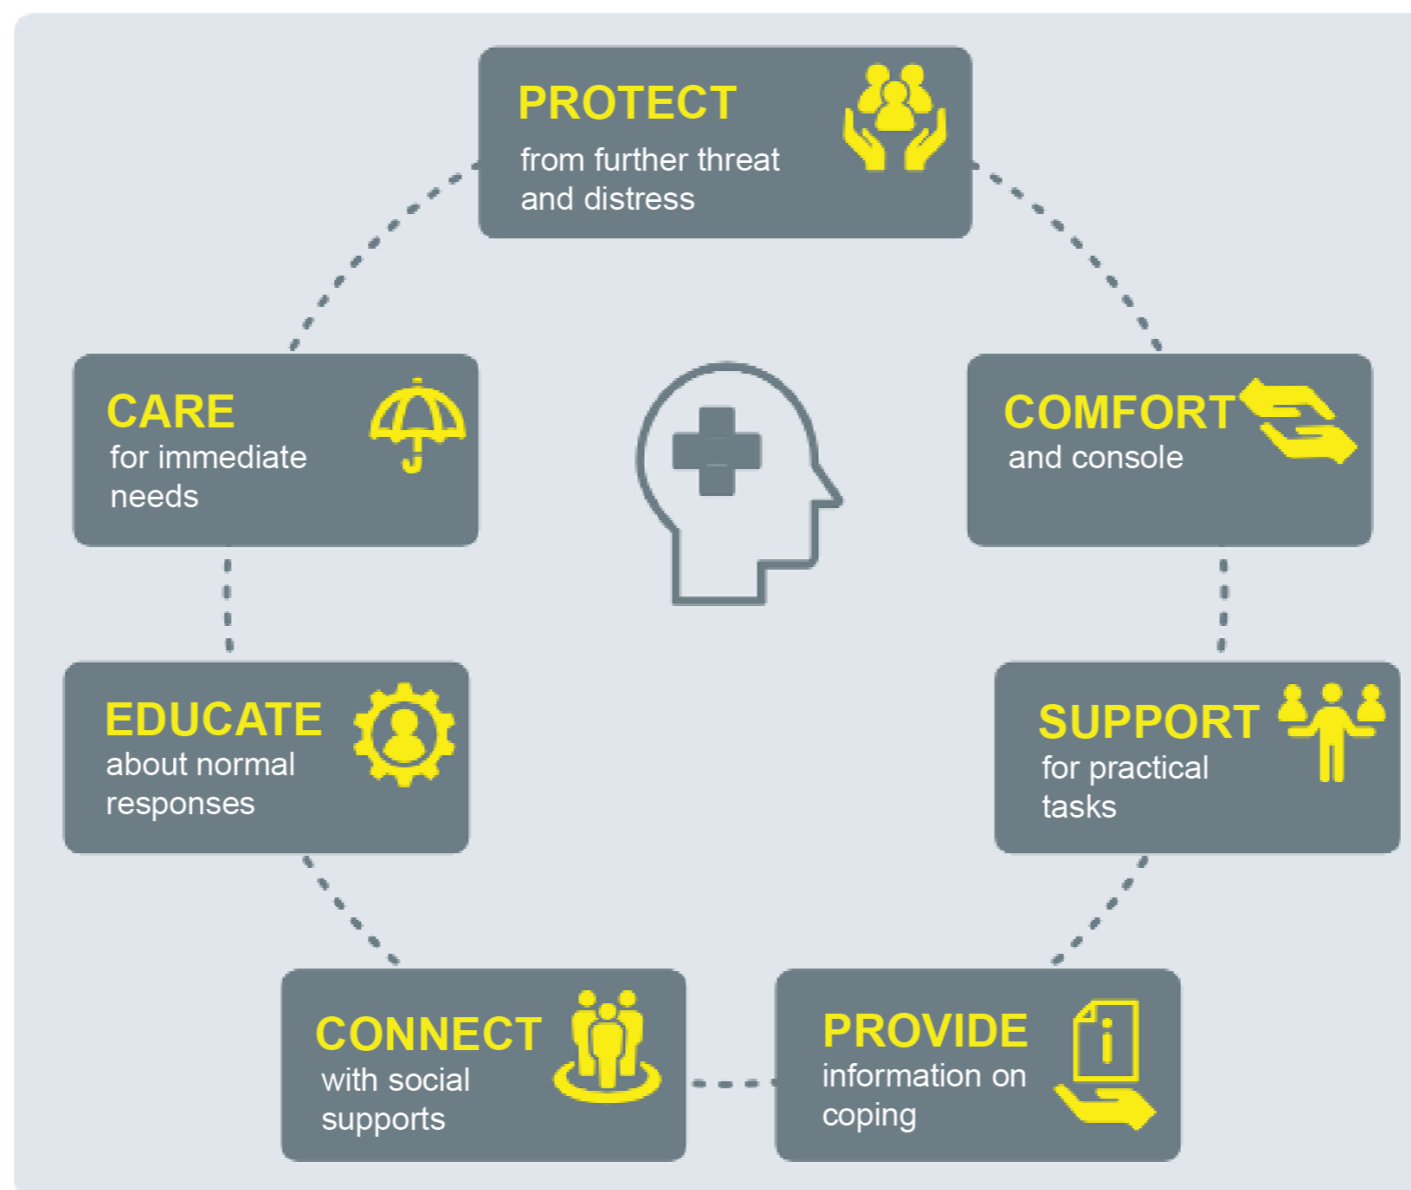 PROTECT
from further threat
and distress
CARE
for immediate
needs
COMFORT
and console
EDUCATE
about normal
responses
SUPPORT
for practical
tasks
CONNECT
with social
supports
PROVIDE
information on
coping
i